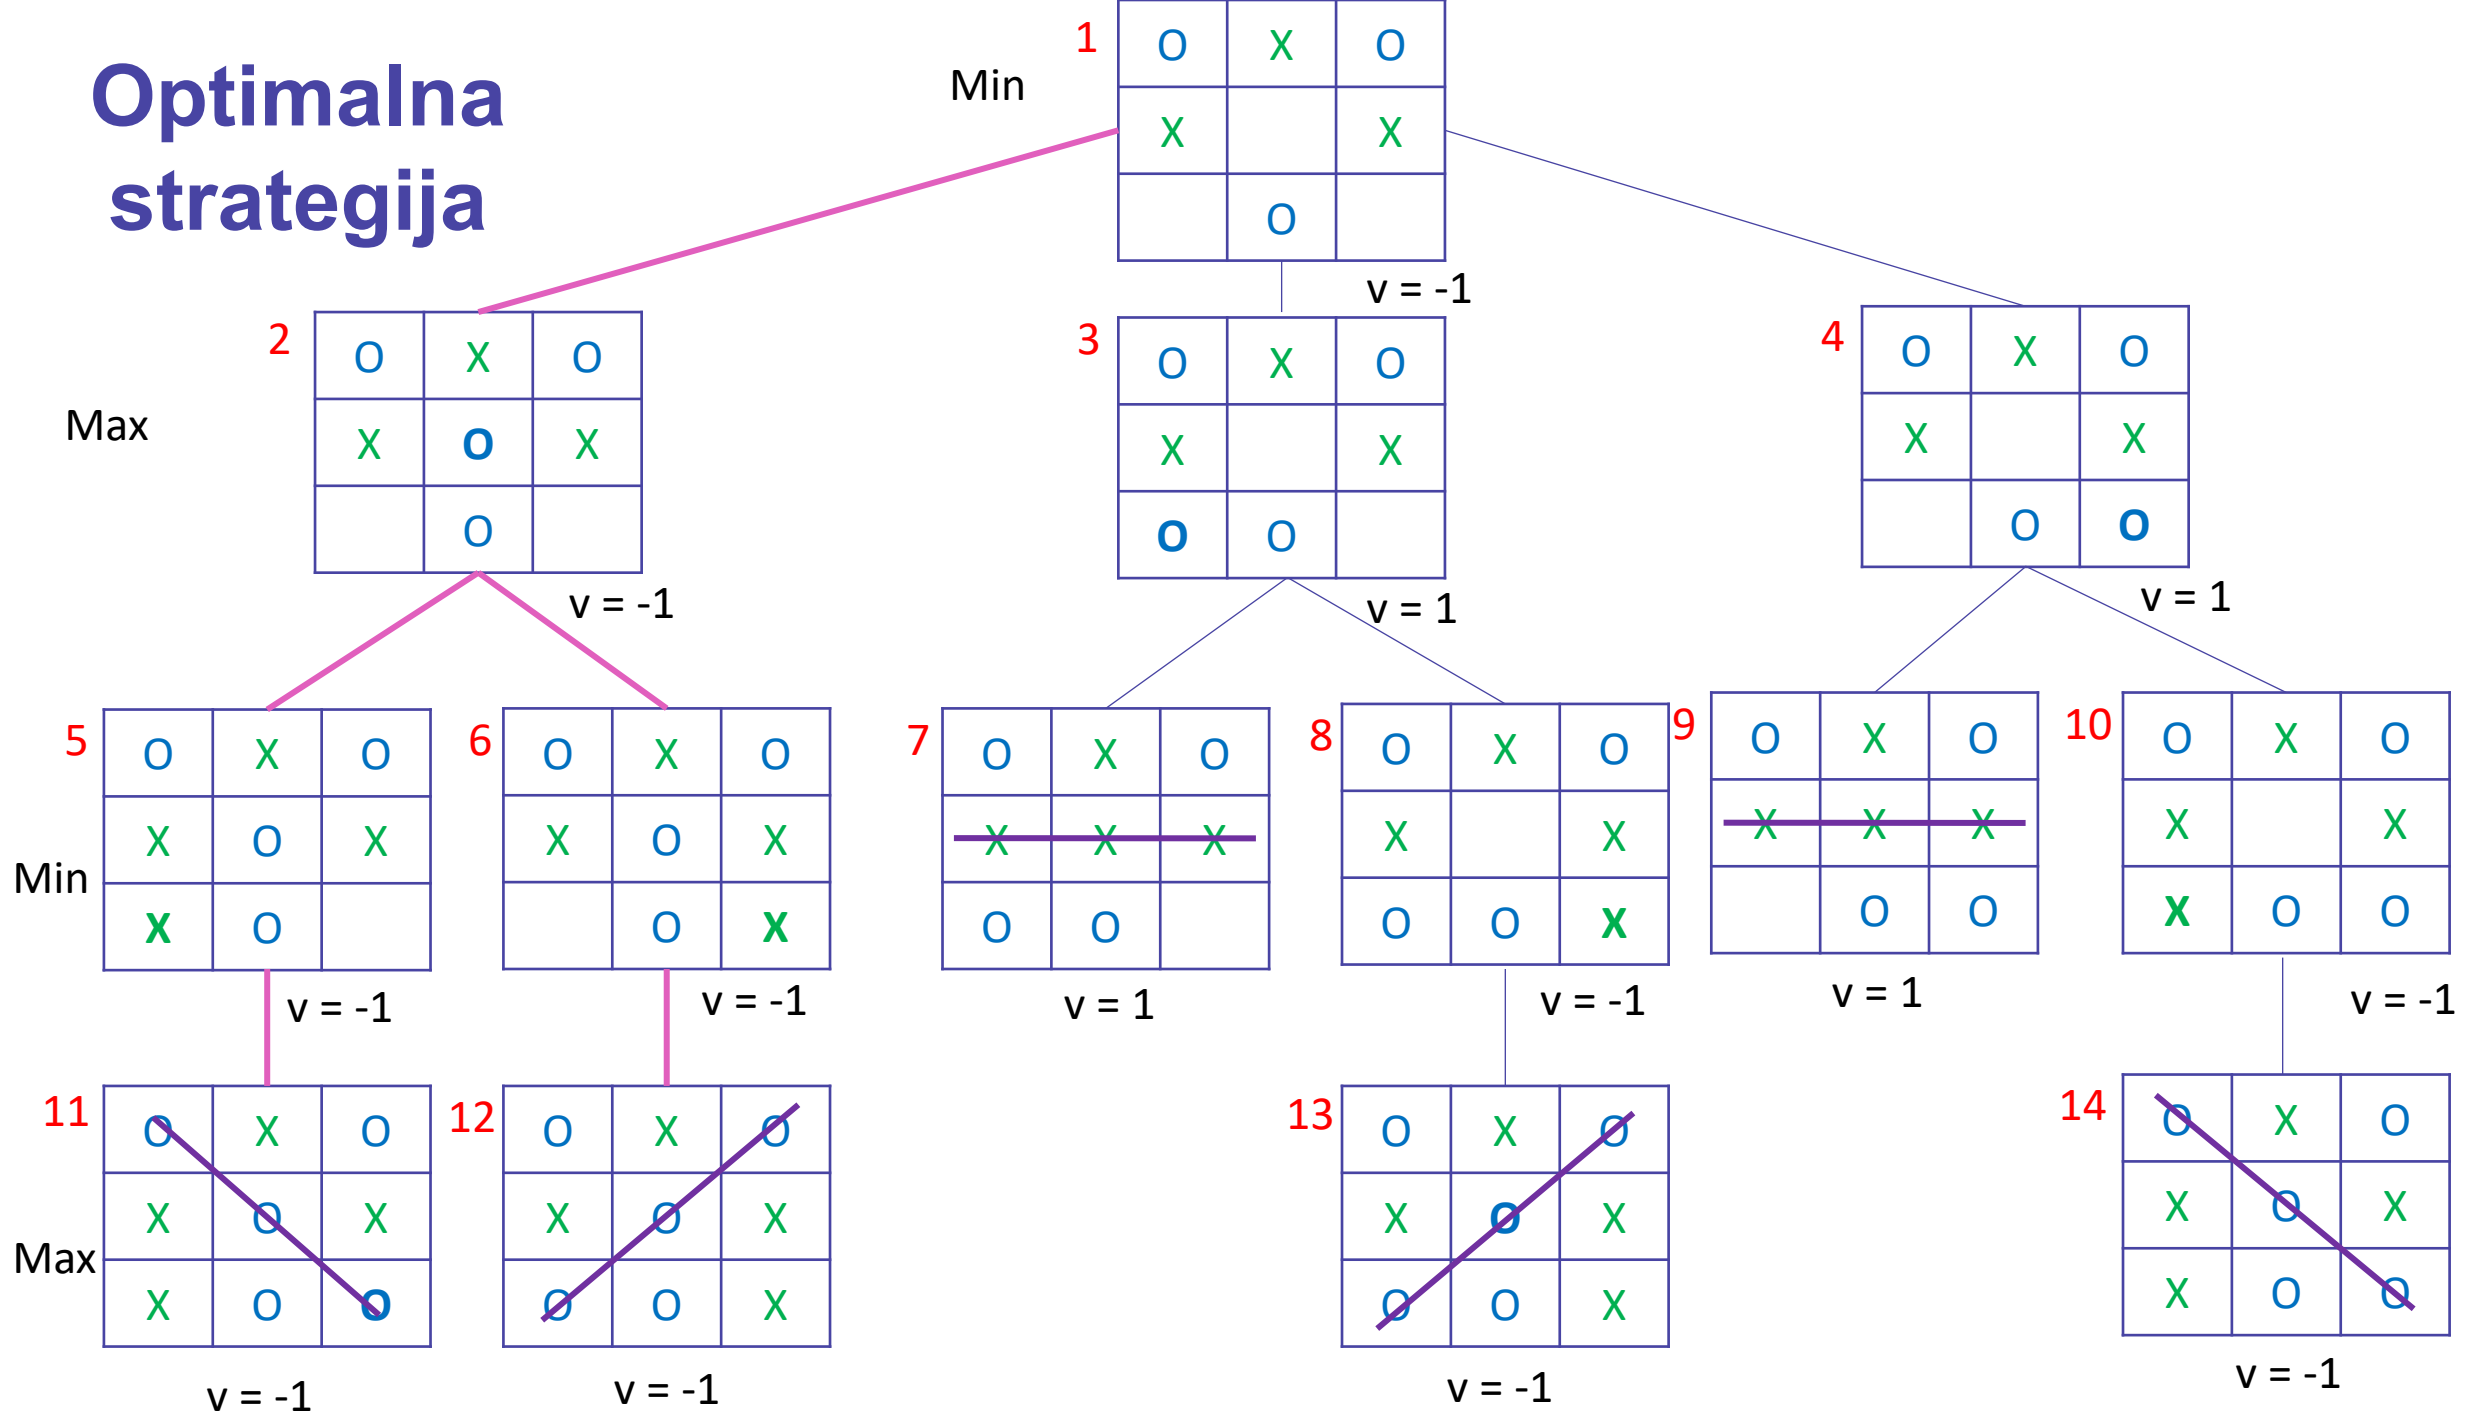 Optimalna
strategija
Min
1
O X O
X X
O
v = -1
Max
2
O X O
X O X
O
v = -1
3
O X O
X X
O O
v = 1
4
O X O
X X
O O
v = 1
Min
5
O X O
X O X
X O
v = -1
6
O X O
X O X
O X
v = -1
7
O X O
X X X
O O
v = 1
8
O X O
X X
O O X
v = -1
9
O X O
X X X
O O
v = 1
10
O X O
X X
X O O
v = -1
Max
11
O X O
X O X
X O O
v = -1
12
O X O
X O X
O O X
v = -1
13
O X O
X O X
O O X
v = -1
14
O X O
X O X
X O O
v = -1